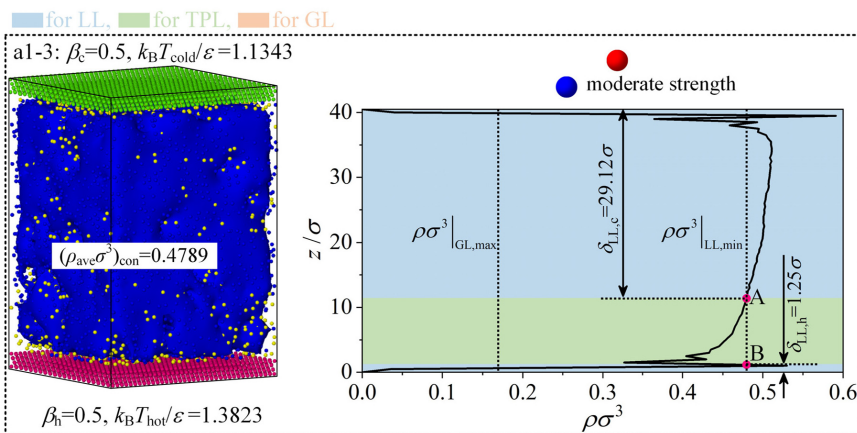 for LL, for TPL, for GL
a1-3: βc=0.5, kBTcold/ε=1.1343
moderate strength
(ρaveσ³)con=0.4789
βh=0.5, kBThot/ε=1.3823
z/σ
40
30
20
10
0
ρσ³|GL,max
δLL,c=29.12σ
ρσ³|LL,min
δLL,h=1.25σ
A
B
0.0 0.1 0.2 0.3 0.4 0.5 0.6
ρσ³